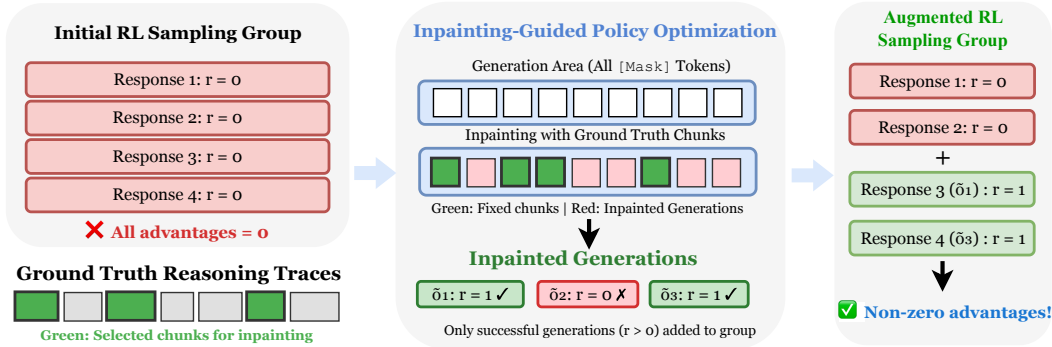 Initial RL Sampling Group
Response 1: r = 0
Response 2: r = 0
Response 3: r = 0
Response 4: r = 0
❌ All advantages = 0
Ground Truth Reasoning Traces
Green: Selected chunks for inpainting
Inpainting-Guided Policy Optimization
Generation Area (All [Mask] Tokens)
Inpainting with Ground Truth Chunks
Green: Fixed chunks | Red: Inpainted Generations
Inpainted Generations
õ1: r = 1 ✓
õ2: r = 0 ✗
õ3: r = 1 ✓
Only successful generations (r > 0) added to group
Augmented RL
Sampling Group
Response 1: r = 0
Response 2: r = 0
+
Response 3 (õ1) : r = 1
Response 4 (õ3) : r = 1
✅ Non-zero advantages!